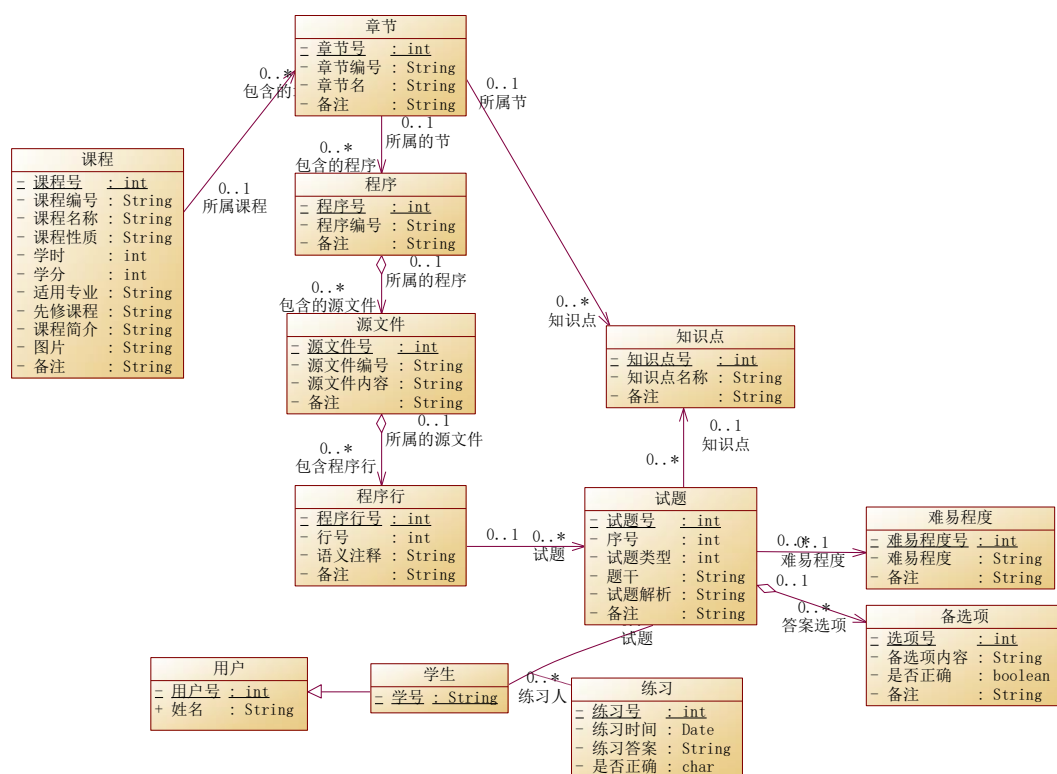 章节
- 章节号 : int
- 章节编号 : String
- 章节名 : String
- 备注 : String
0..*
包含的
0..1
所属节
0..1
所属的节
0..*
包含的程序
课程
- 课程号 : int
- 课程编号 : String
- 课程名称 : String
- 课程性质 : String
- 学时 : int
- 学分 : int
- 适用专业 : String
- 先修课程 : String
- 课程简介 : String
- 图片 : String
- 备注 : String
0..1
所属课程
程序
- 程序号 : int
- 程序编号 : String
- 备注 : String
0..1
所属的程序
0..*
包含的源文件
源文件
- 源文件号 : int
- 源文件编号 : String
- 源文件内容 : String
- 备注 : String
0..*
知识点
知识点
- 知识点号 : int
- 知识点名称 : String
- 备注 : String
0..1
所属的源文件
0..*
包含程序行
0..1
知识点
0..*
程序行
- 程序行号 : int
- 行号 : int
- 语义注释 : String
- 备注 : String
0..1
0..*
试题
试题
- 试题号 : int
- 序号 : int
- 试题类型 : int
- 题干 : String
- 试题解析 : String
- 备注 : String
0..*
0..1
难易程度
难易程度
- 难易程度号 : int
- 难易程度 : String
- 备注 : String
0..1
0..*
答案选项
备选项
- 选项号 : int
- 备选项内容 : String
- 是否正确 : boolean
- 备注 : String
试题
用户
- 用户号 : int
+ 姓名 : String
学生
- 学号 : String
0..*
练习人
练习
- 练习号 : int
- 练习时间 : Date
- 练习答案 : String
- 是否正确 : char